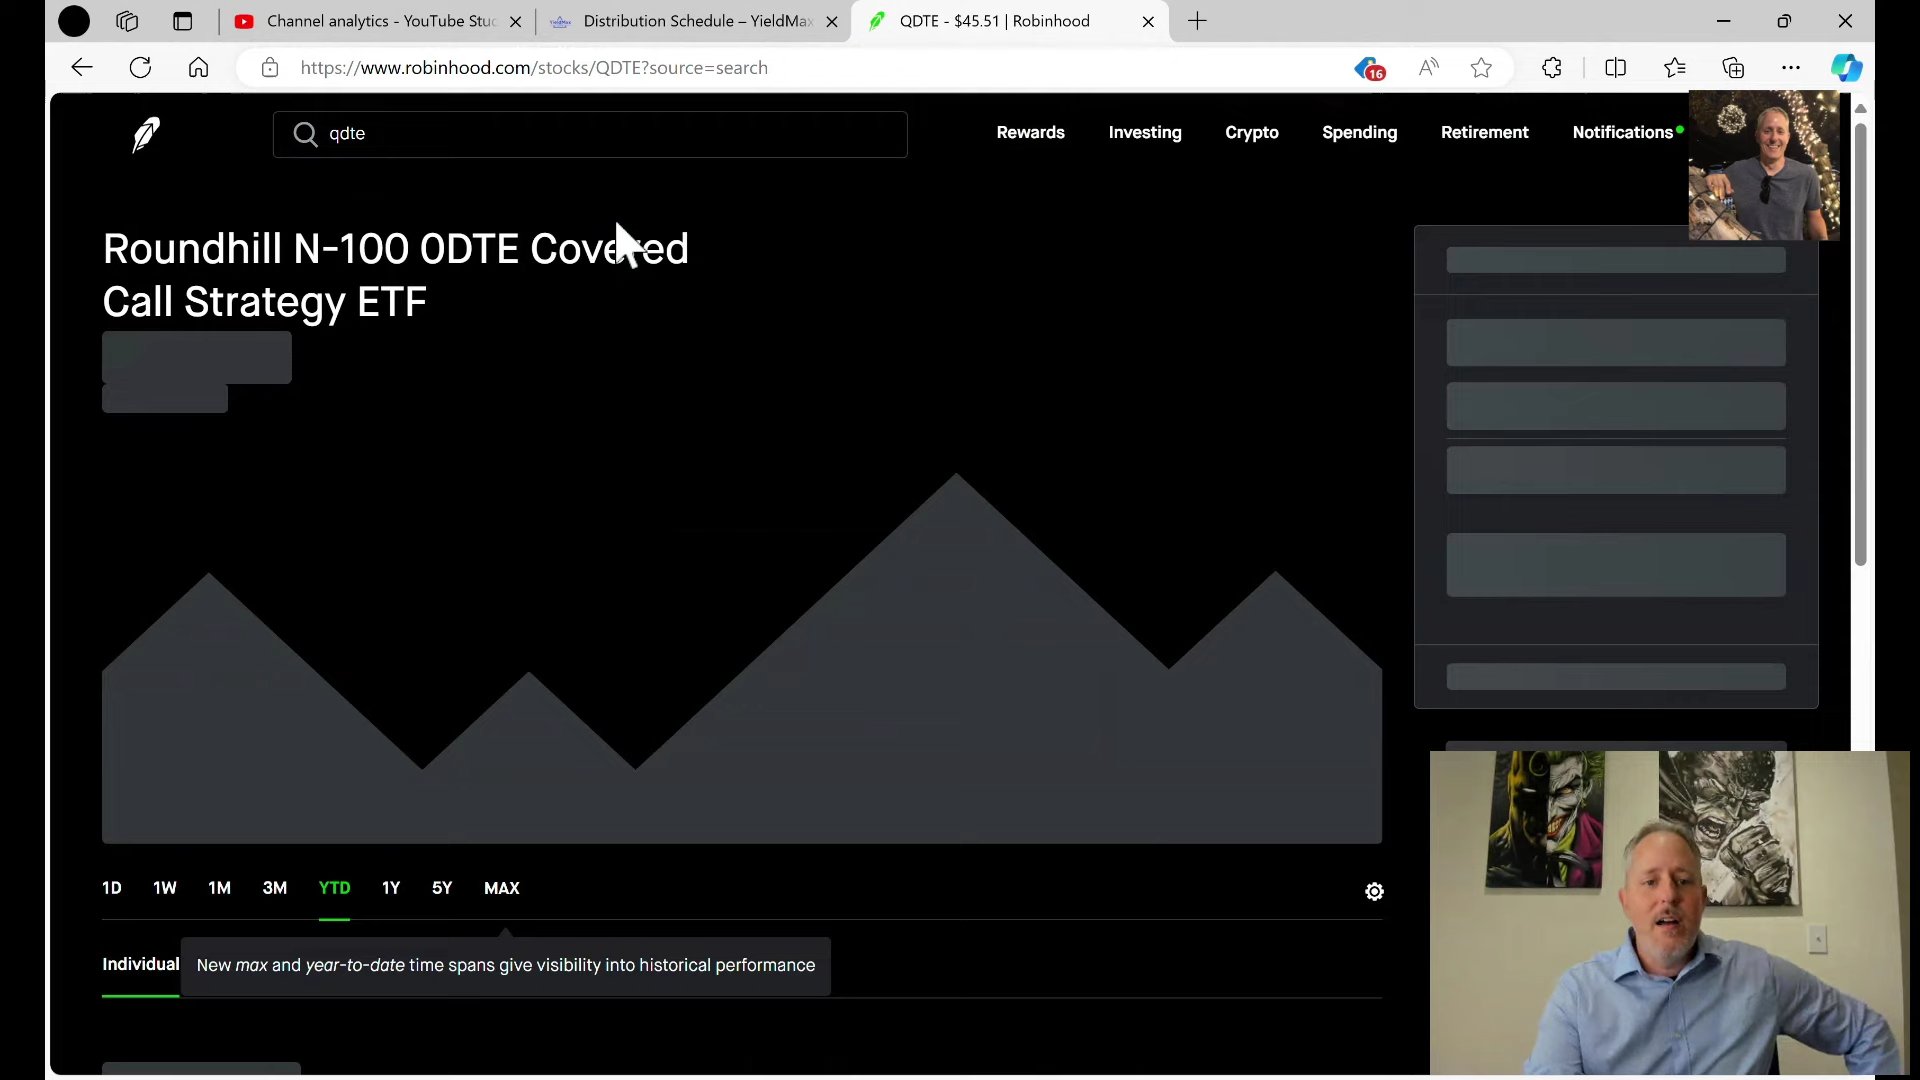 Channel analytics - YouTube Stu
Distribution Schedule – YieldMax
QDTE - $45.51 | Robinhood
https://www.robinhood.com/stocks/QDTE?source=search
16
qdte
Rewards
Investing
Crypto
Spending
Retirement
Notifications
Roundhill N-100 0DTE Covered
Call Strategy ETF
1D 1W 1M 3M YTD 1Y 5Y MAX
Individual
New max and year-to-date time spans give visibility into historical performance